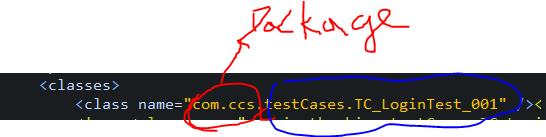 Package
<classes>
<class name="com.ccs.testCases.TC_LoginTest_001" /><